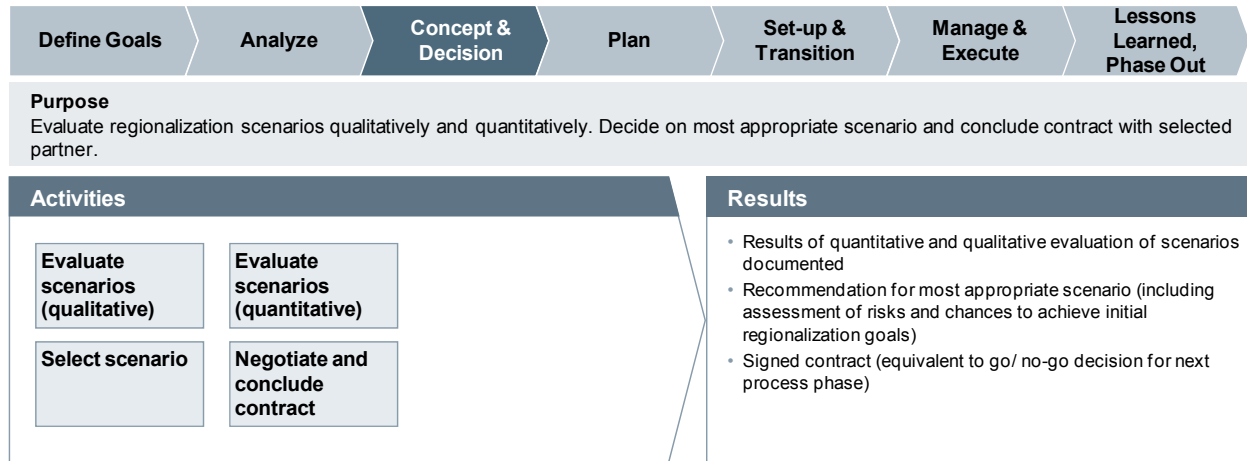 Define Goals
Analyze
Concept &
Decision
Plan
Set-up &
Transition
Manage &
Execute
Lessons
Learned,
Phase Out
Purpose
Evaluate regionalization scenarios qualitatively and quantitatively. Decide on most appropriate scenario and conclude contract with selected
partner.
Activities
Evaluate
scenarios
(qualitative)
Evaluate
scenarios
(quantitative)
Select scenario
Negotiate and
conclude
contract
Results
• Results of quantitative and qualitative evaluation of scenarios
documented
• Recommendation for most appropriate scenario (including
assessment of risks and chances to achieve initial
regionalization goals)
• Signed contract (equivalent to go/ no-go decision for next
process phase)